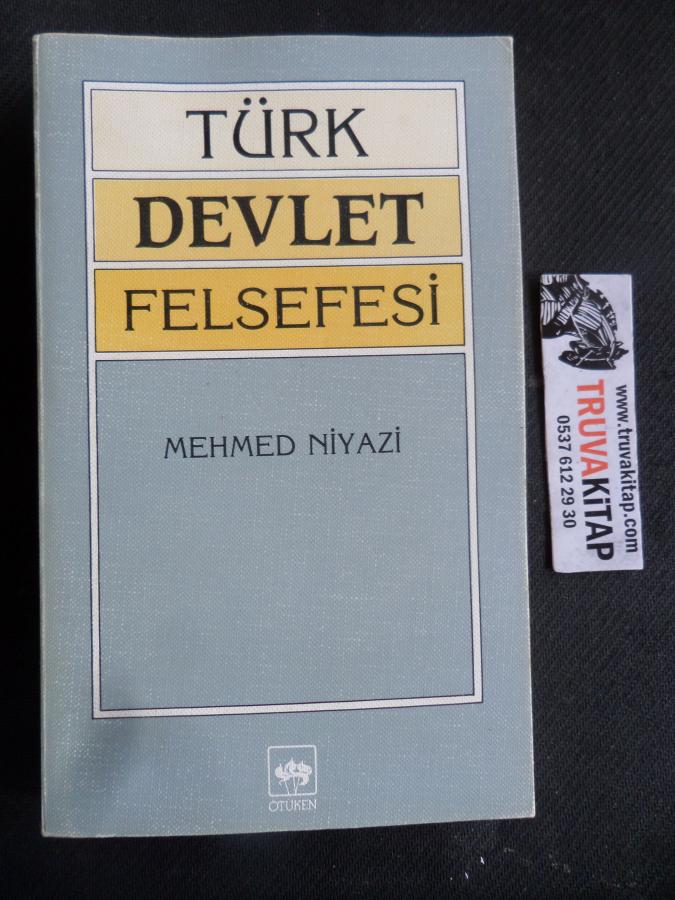 TÜRK
DEVLET
FELSEFESİ
MEHMED NİYAZİ
ÖTÜKEN
www.truvakitap.com
TRUVAKİTAP
0537 612 29 30